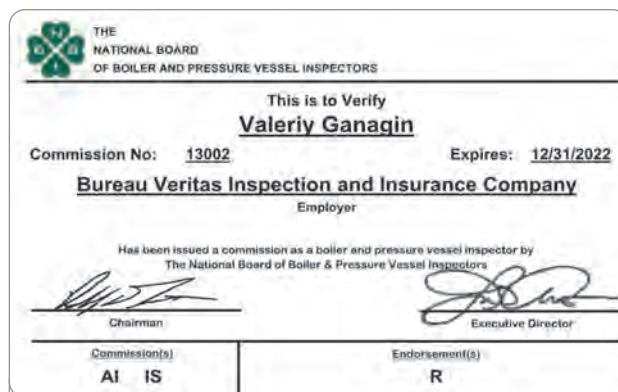 THE
NATIONAL BOARD
OF BOILER AND PRESSURE VESSEL INSPECTORS
This is to Verify
Valeriy Ganagin
Commission No: 13002 Expires: 12/31/2022
Bureau Veritas Inspection and Insurance Company
Employer
Has been issued a commission as a boiler and pressure vessel inspector by
The National Board of Boiler & Pressure Vessel Inspectors
Chairman Executive Director
Commission(s) Endorsement(s)
AI IS R